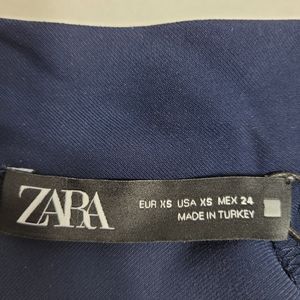 ZARA
EUR XS USA XS MEX 24
MADE IN TURKEY